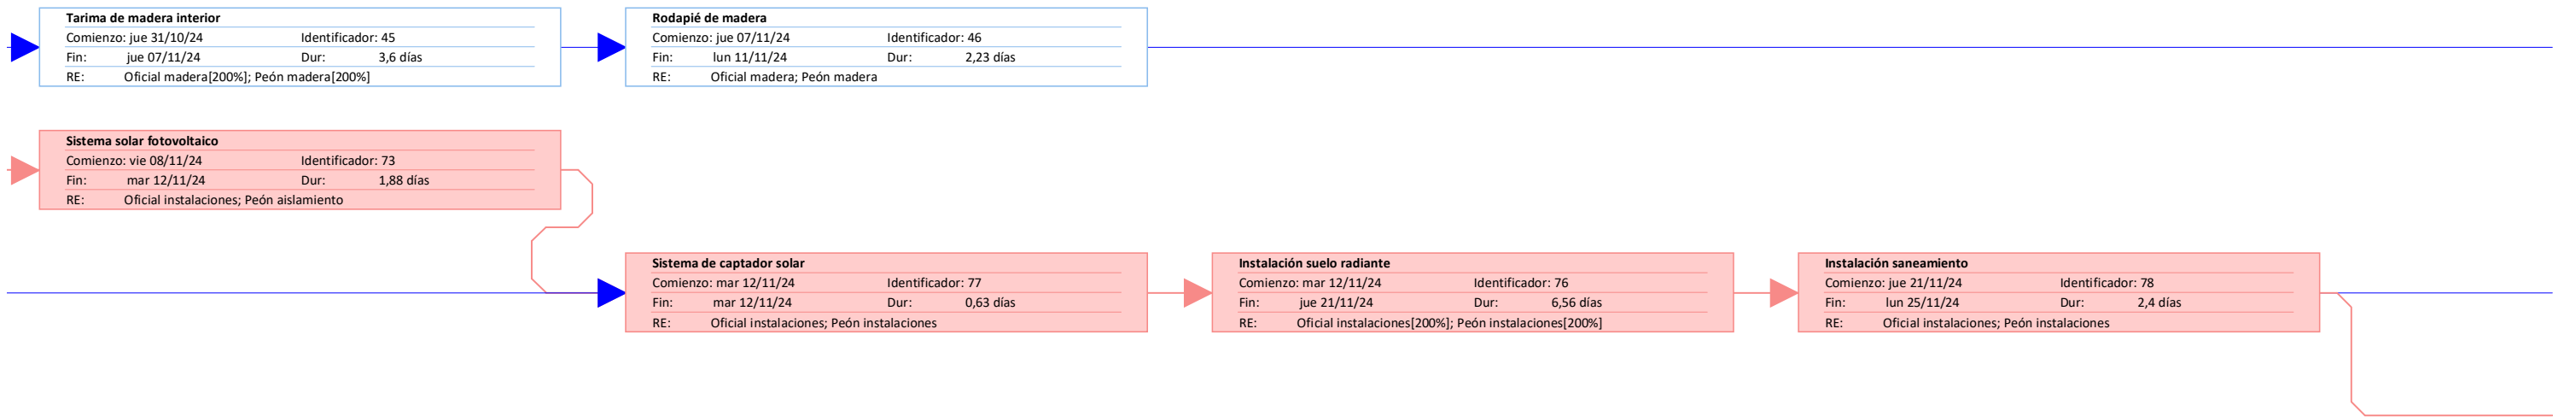 Tarima de madera interior
Comienzo: jue 31/10/24 Identificador: 45
Fin: jue 07/11/24 Dur: 3,6 días
RE: Oficial madera[200%]; Peón madera[200%]
Rodapié de madera
Comienzo: jue 07/11/24 Identificador: 46
Fin: lun 11/11/24 Dur: 2,23 días
RE: Oficial madera; Peón madera
Sistema solar fotovoltaico
Comienzo: vie 08/11/24 Identificador: 73
Fin: mar 12/11/24 Dur: 1,88 días
RE: Oficial instalaciones; Peón aislamiento
Sistema de captador solar
Comienzo: mar 12/11/24 Identificador: 77
Fin: mar 12/11/24 Dur: 0,63 días
RE: Oficial instalaciones; Peón instalaciones
Instalación suelo radiante
Comienzo: mar 12/11/24 Identificador: 76
Fin: jue 21/11/24 Dur: 6,56 días
RE: Oficial instalaciones[200%]; Peón instalaciones[200%]
Instalación saneamiento
Comienzo: jue 21/11/24 Identificador: 78
Fin: lun 25/11/24 Dur: 2,4 días
RE: Oficial instalaciones; Peón instalaciones